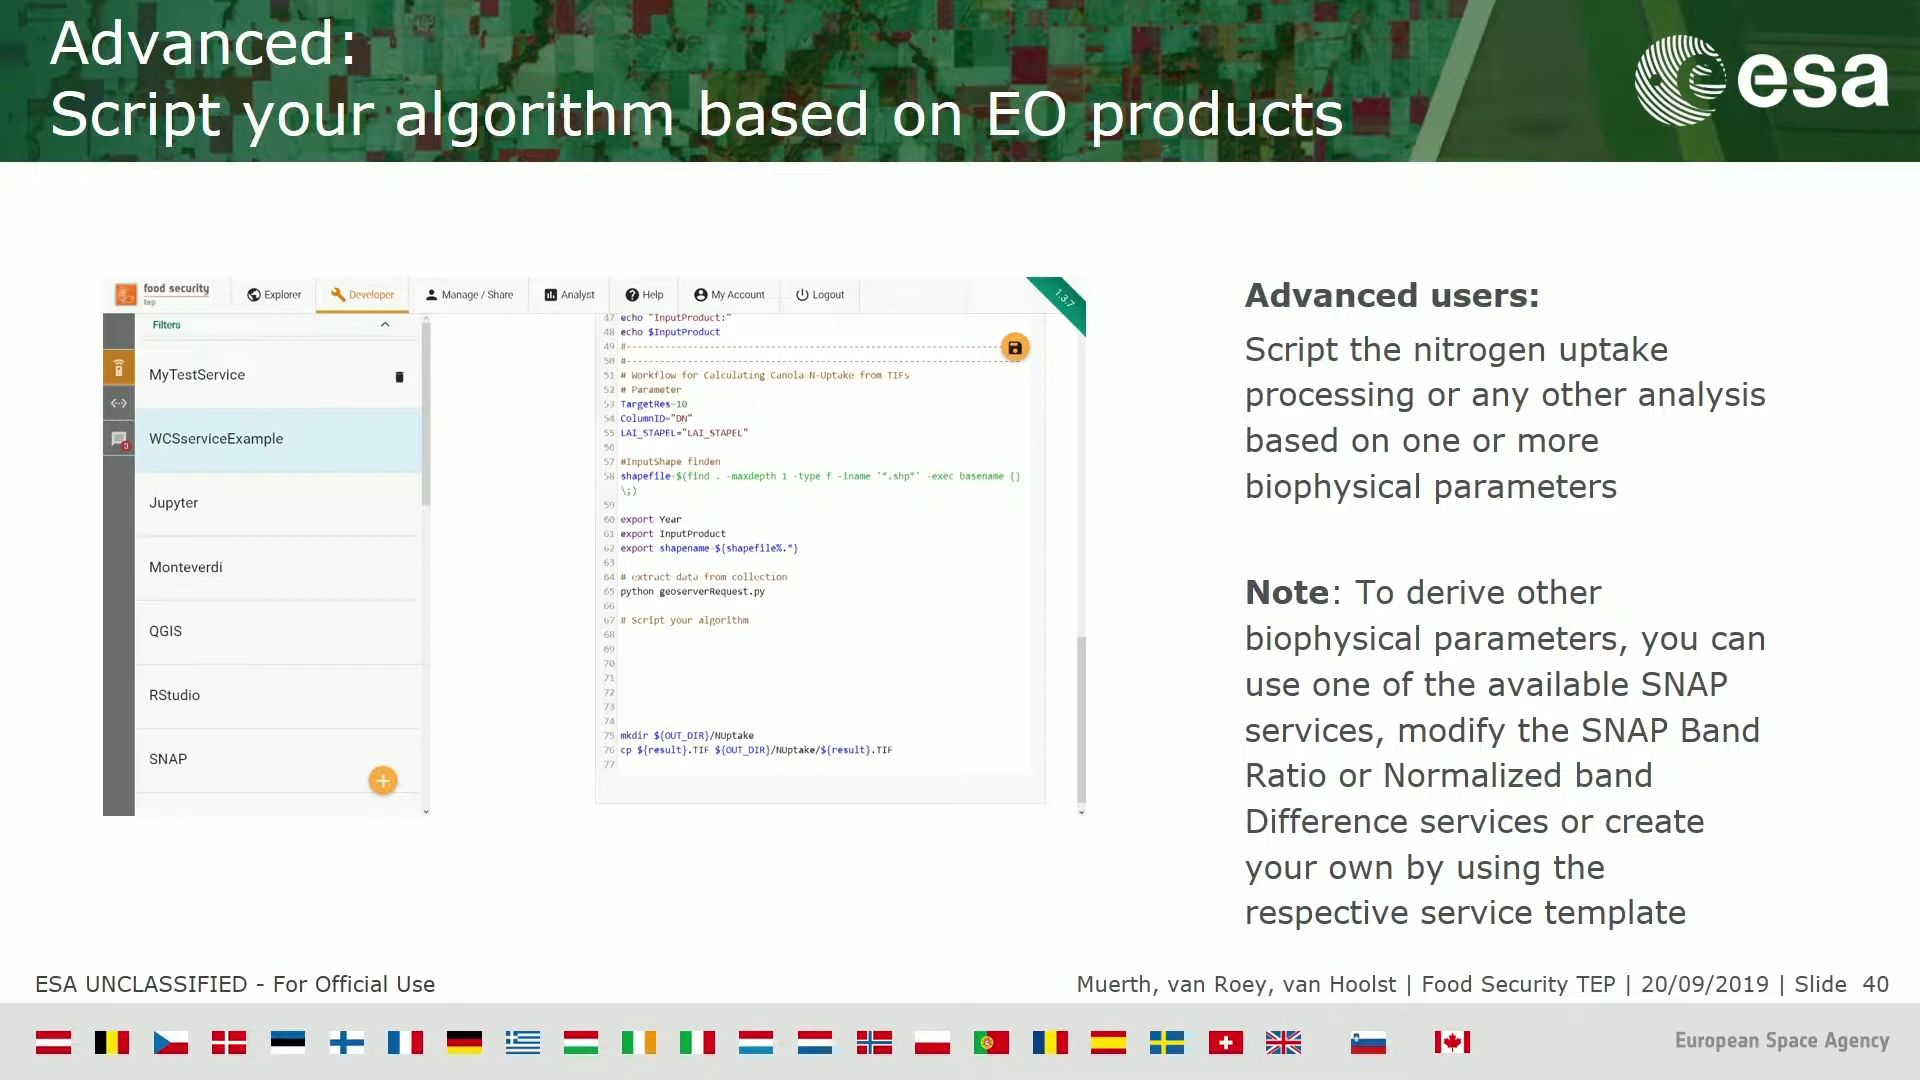 Advanced:
Script your algorithm based on EO products
esa
food security
tep
Explorer
Developer
Manage / Share
Analyst
Help
My Account
Logout
1.3.7
Filters
MyTestService
WCSserviceExample
Jupyter
Monteverdi
QGIS
RStudio
SNAP
3
47 echo "InputProduct:"
48 echo $InputProduct
49 #---------------------------------------------------------------------
50 #---------------------------------------------------------------------
51 # Workflow for Calculating Canola N-Uptake from TIFs
52 # Parameter
53 TargetRes=10
54 ColumnID="DN"
55 LAI_STAPEL="LAI_STAPEL"
56
57 #InputShape finden
58 shapefile=$(find . -maxdepth 1 -type f -iname '*.shp*' -exec basename {}
\;)
59
60 export Year
61 export InputProduct
62 export shapename=${shapefile%.*}
63
64 # extract data from collection
65 python geoserverRequest.py
66
67 # Script your algorithm
68
69
70
71
72
73
74
75 mkdir ${OUT_DIR}/NUptake
76 cp ${result}.TIF ${OUT_DIR}/NUptake/${result}.TIF
77
Advanced users:
Script the nitrogen uptake
processing or any other analysis
based on one or more
biophysical parameters
Note: To derive other
biophysical parameters, you can
use one of the available SNAP
services, modify the SNAP Band
Ratio or Normalized band
Difference services or create
your own by using the
respective service template
ESA UNCLASSIFIED - For Official Use
Muerth, van Roey, van Hoolst | Food Security TEP | 20/09/2019 | Slide 40
European Space Agency